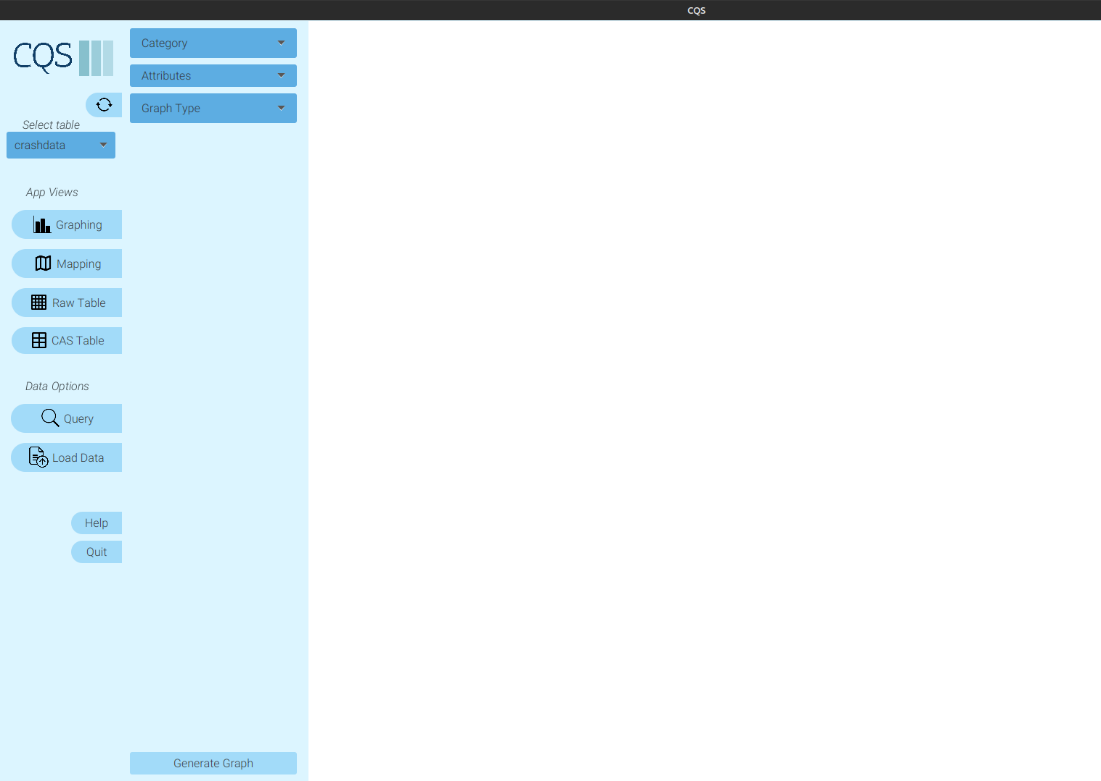 CQS
CQS
Select table
crashdata
App Views
Graphing
Mapping
Raw Table
CAS Table
Data Options
Query
Load Data
Help
Quit
Category
Attributes
Graph Type
Generate Graph